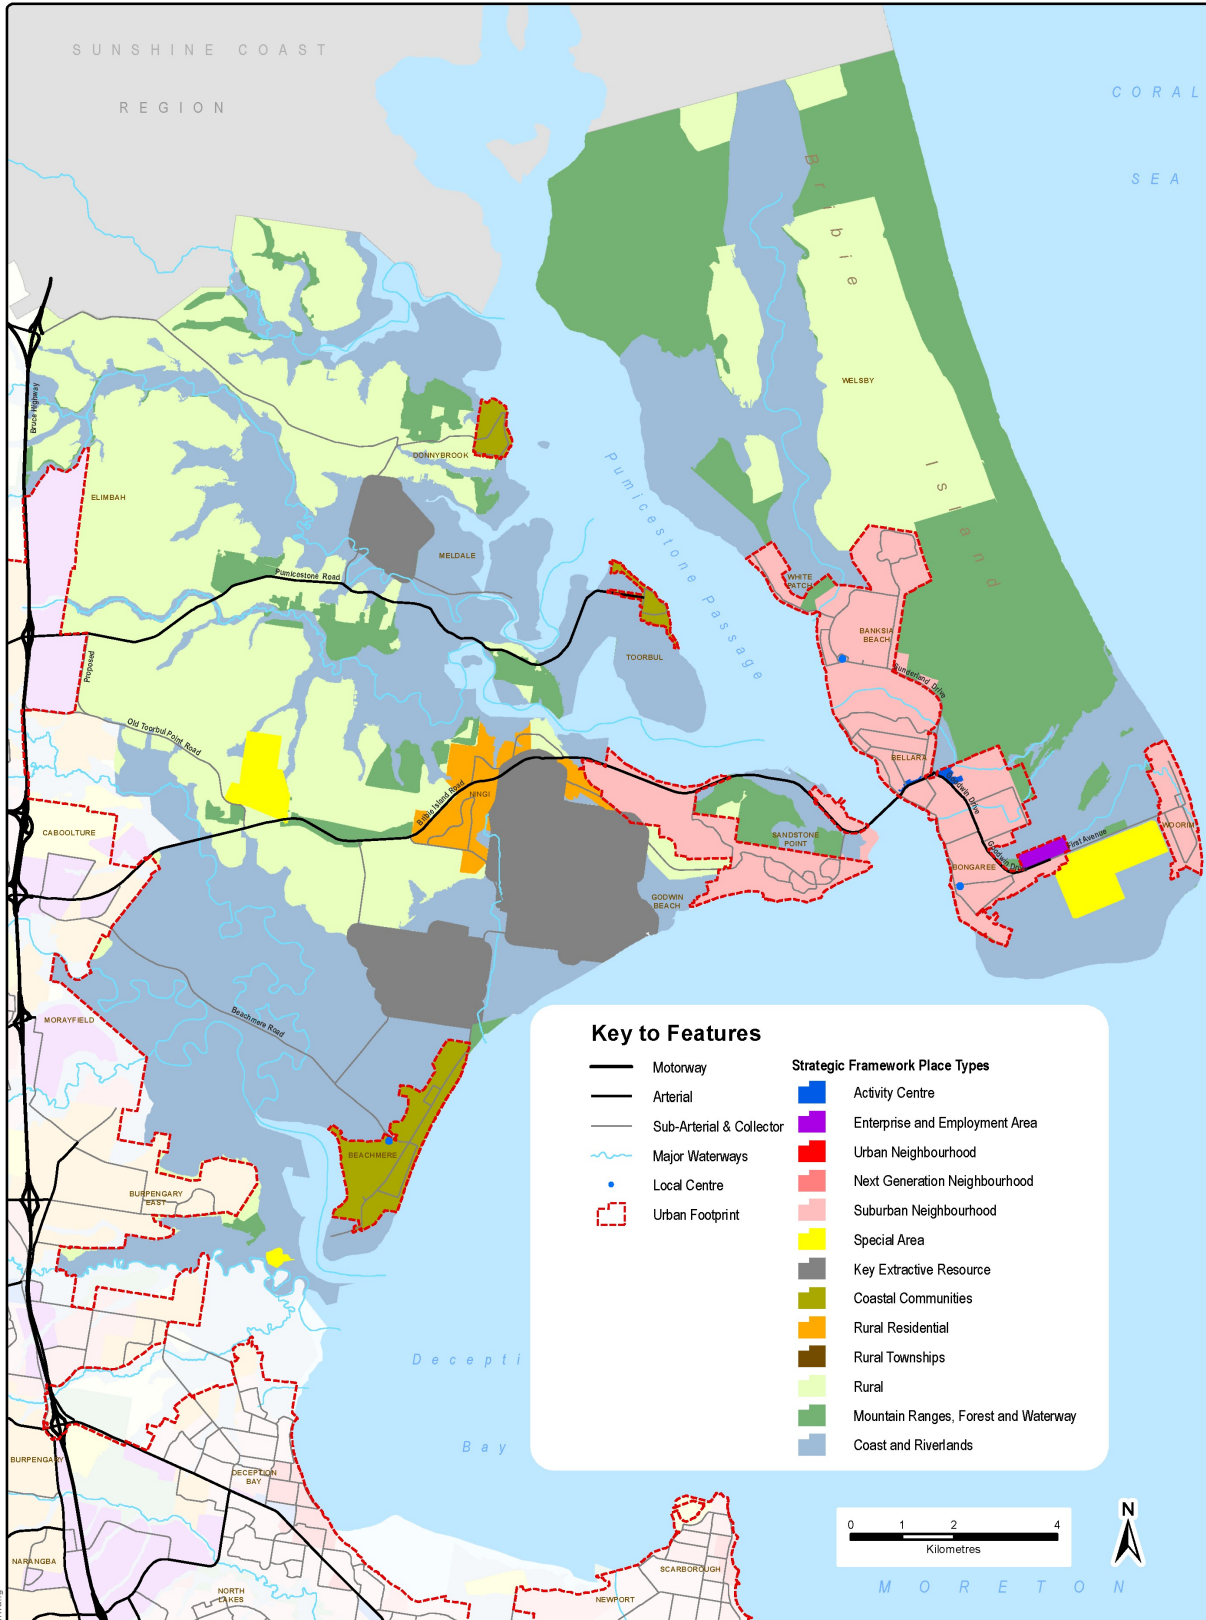 SUNSHINE COAST
REGION
CORAL
SEA
Bribie
Island
WELSBY
Bruce Highway
DONNYBROOK
ELIMBAH
Pumicestone Passage
MELDALE
Pumicestone Road
WHITE
PATCH
BANKSIA
BEACH
TOORBUL
Proposed
Sunderland Drive
Old Toorbul Point Road
BELLARA
Bribie Island Road
NINGI
Goodwin Drive
CABOOLTURE
SANDSTONE
POINT
WOORIM
First Avenue
Goodwin Dr
BONGAREE
GODWIN
BEACH
MORAYFIELD
Beachmere Road
BEACHMERE
BURPENGARY
EAST
Key to Features
Motorway
Arterial
Sub-Arterial & Collector
Major Waterways
Local Centre
Urban Footprint
Strategic Framework Place Types
Activity Centre
Enterprise and Employment Area
Urban Neighbourhood
Next Generation Neighbourhood
Suburban Neighbourhood
Special Area
Key Extractive Resource
Coastal Communities
Rural Residential
Rural Townships
Rural
Mountain Ranges, Forest and Waterway
Coast and Riverlands
Decepti
Bay
BURPENGARY
DECEPTION
BAY
NARANGBA
NORTH
LAKES
SCARBOROUGH
NEWPORT
0 1 2 4
Kilometres
N
MORETON